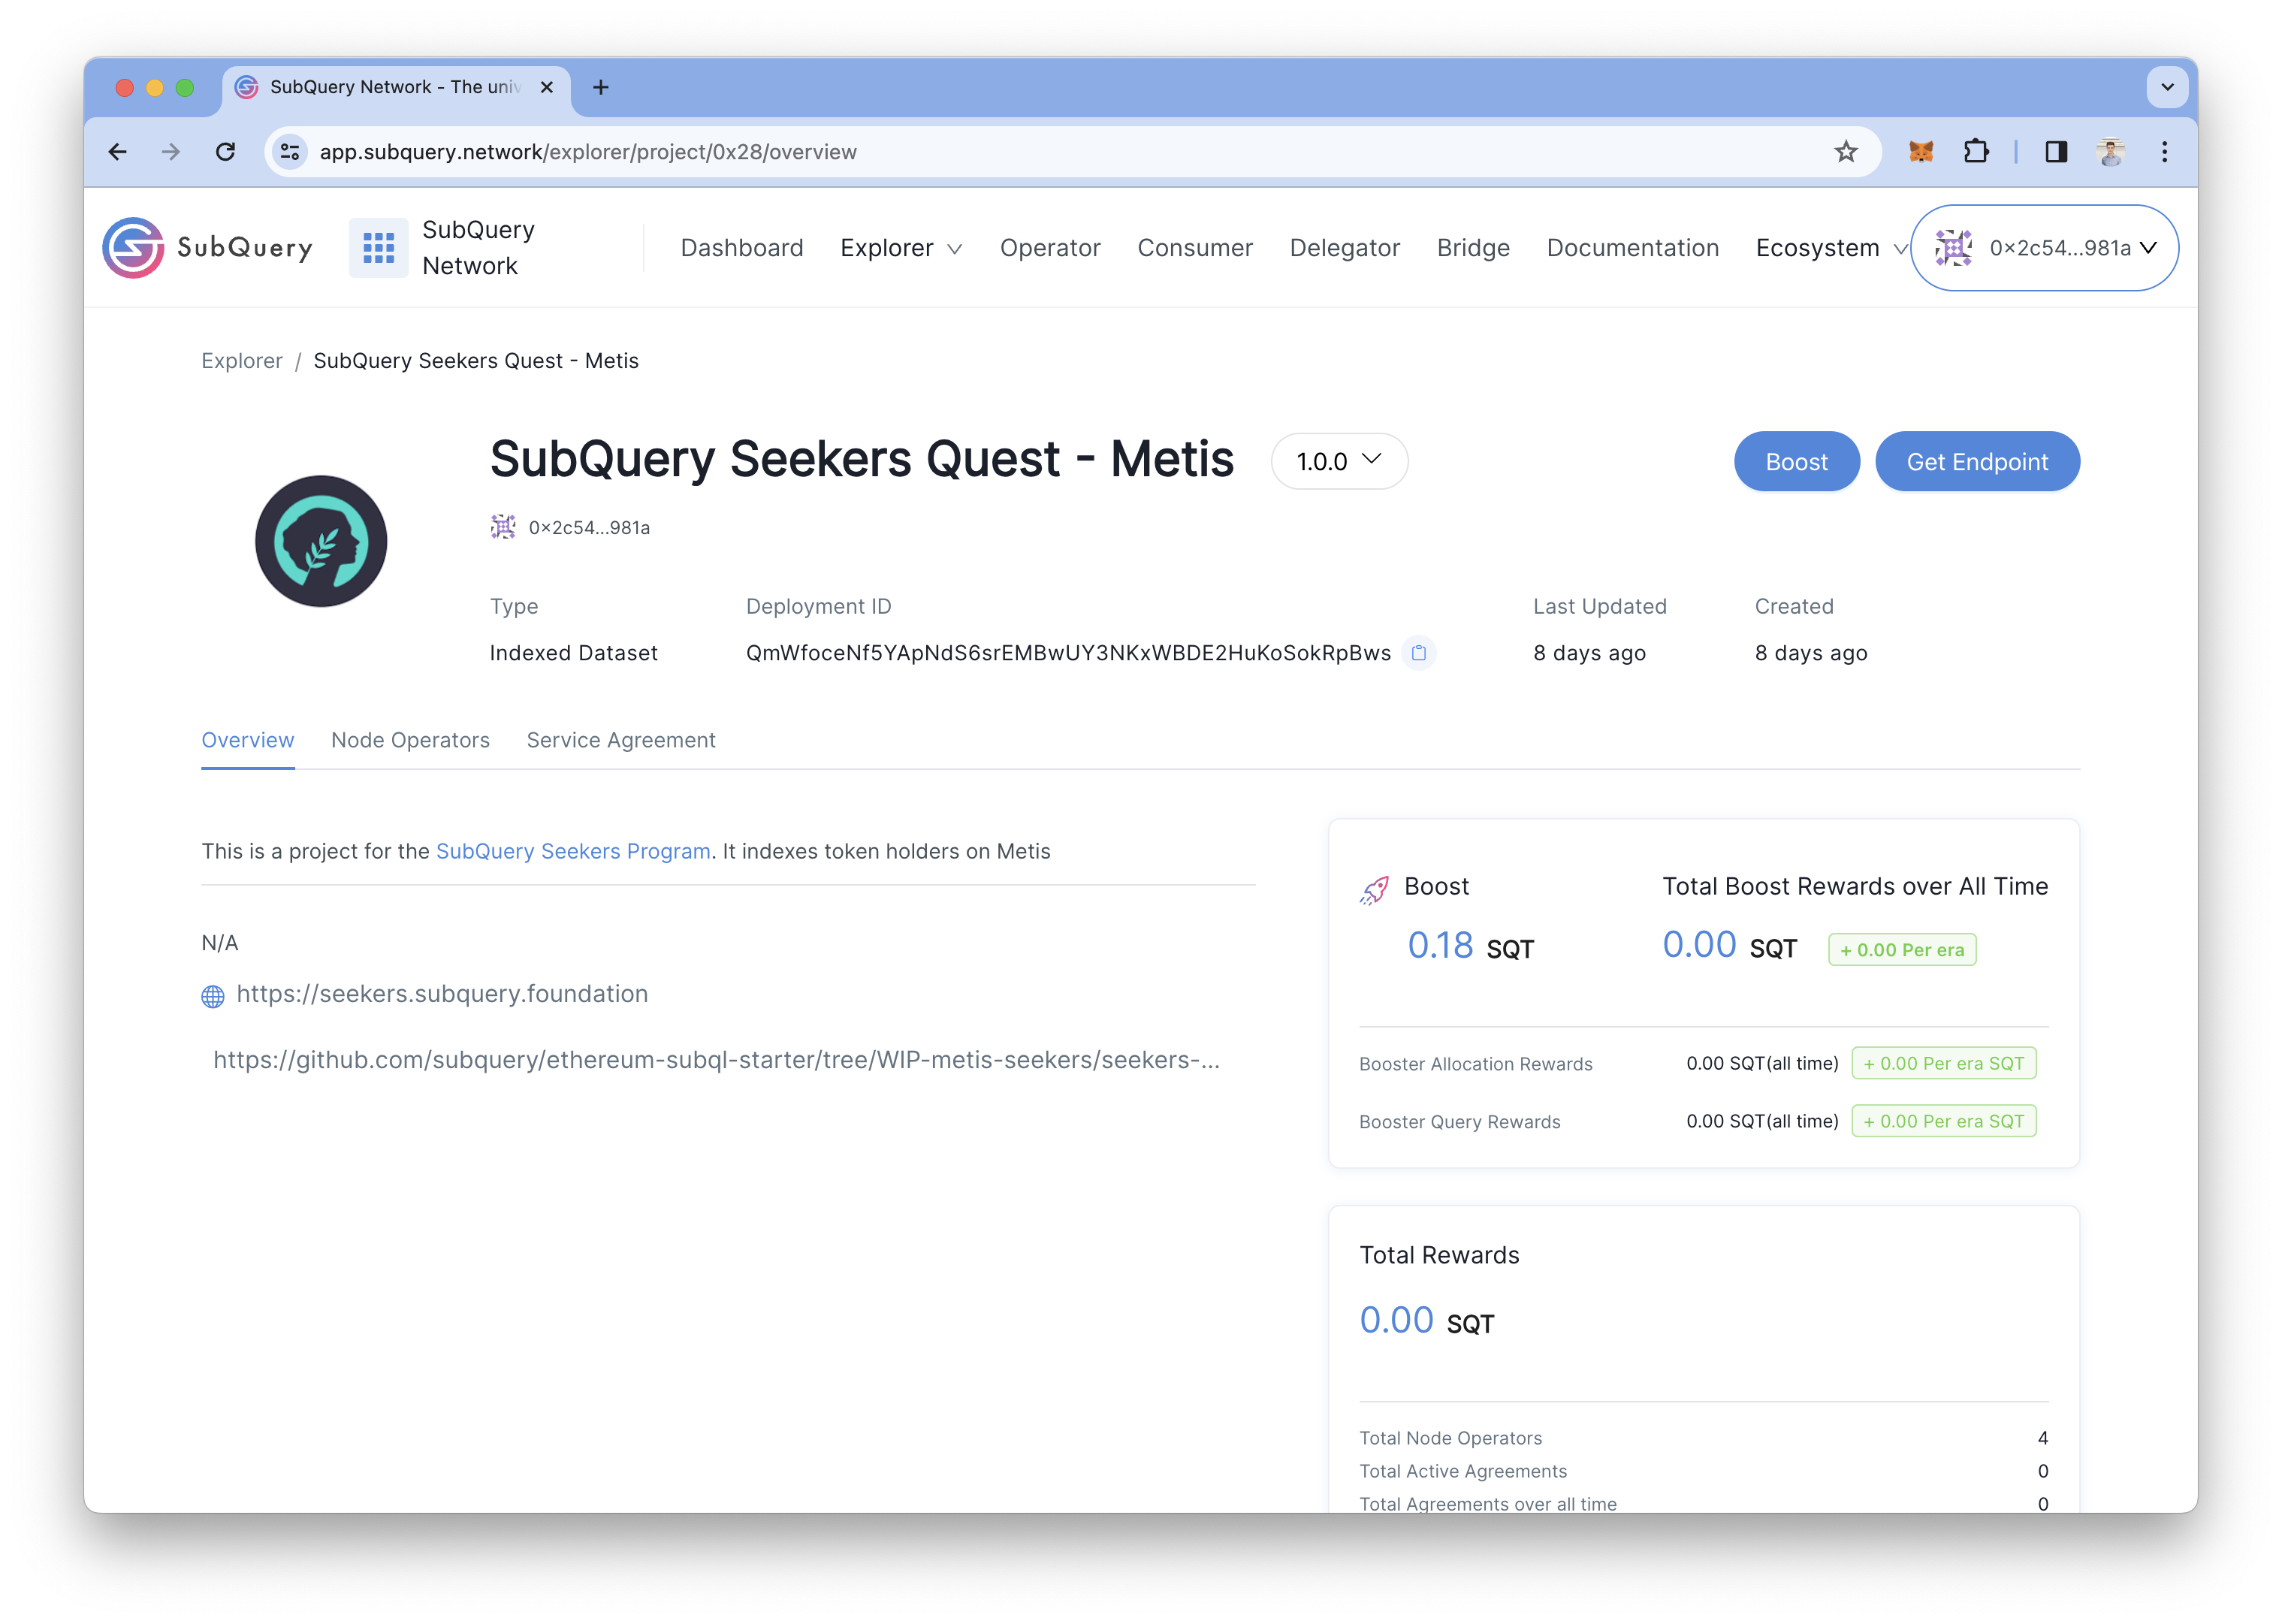 SubQuery Network - The univ
app.subquery.network/explorer/project/0x28/overview
SubQuery
SubQuery
Network
Dashboard Explorer Operator Consumer Delegator Bridge Documentation Ecosystem 0x2c54...981a
Explorer / SubQuery Seekers Quest - Metis
SubQuery Seekers Quest - Metis 1.0.0 Boost Get Endpoint
0x2c54...981a
Type Deployment ID Last Updated Created
Indexed Dataset QmWfoceNf5YApNdS6srEMBwUY3NKxWBDE2HuKoSokRpBws 8 days ago 8 days ago
Overview Node Operators Service Agreement
This is a project for the SubQuery Seekers Program. It indexes token holders on Metis
N/A
https://seekers.subquery.foundation
https://github.com/subquery/ethereum-subql-starter/tree/WIP-metis-seekers/seekers-...
Boost Total Boost Rewards over All Time
0.18 SQT 0.00 SQT + 0.00 Per era
Booster Allocation Rewards 0.00 SQT(all time) + 0.00 Per era SQT
Booster Query Rewards 0.00 SQT(all time) + 0.00 Per era SQT
Total Rewards
0.00 SQT
Total Node Operators 4
Total Active Agreements 0
Total Agreements over all time 0